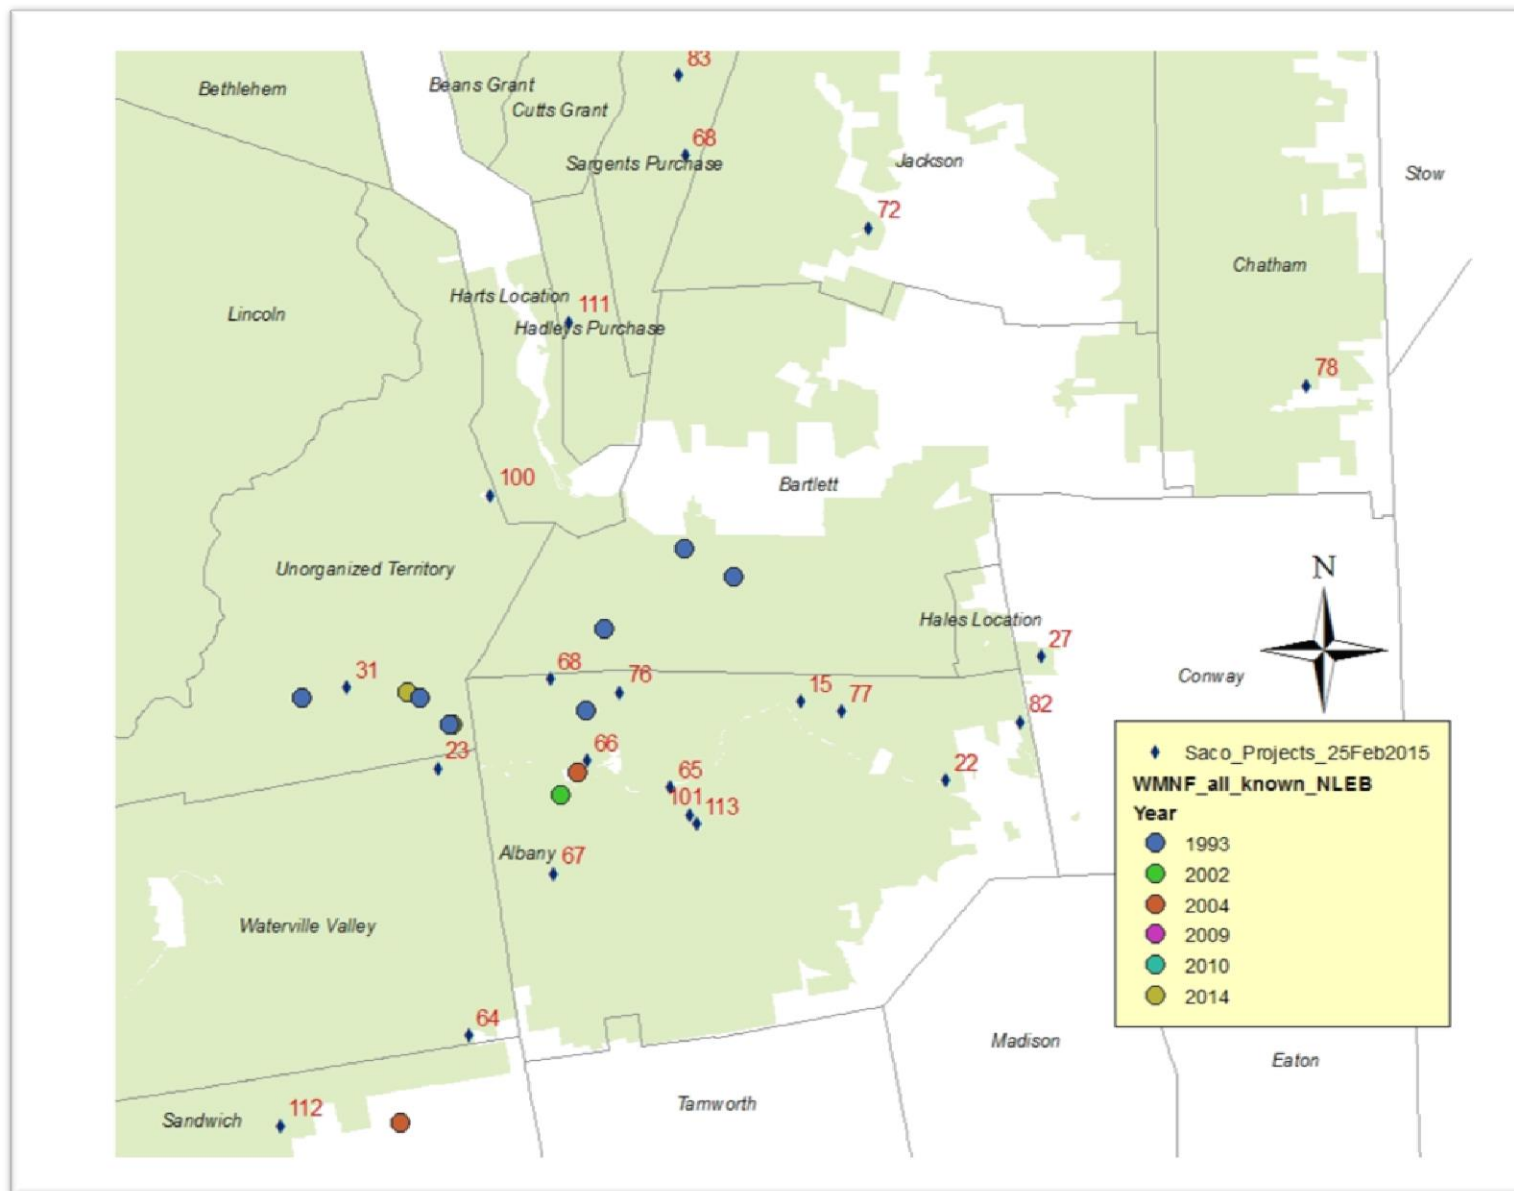 83
Bethlehem
Beans Grant
Cutts Grant
68
Sargents Purchase
Jackson
Stow
72
Chatham
Harts Location
111
Lincoln
Hadleys Purchase
78
100
Bartlett
Unorganized Territory
N
Hales Location
27
31
68
76
15
77
Conway
82
23
66
65
22
101
113
Albany
67
Waterville Valley
64
Madison
Eaton
112
Sandwich
Tamworth
Saco_Projects_25Feb2015
WMNF_all_known_NLEB
Year
1993
2002
2004
2009
2010
2014